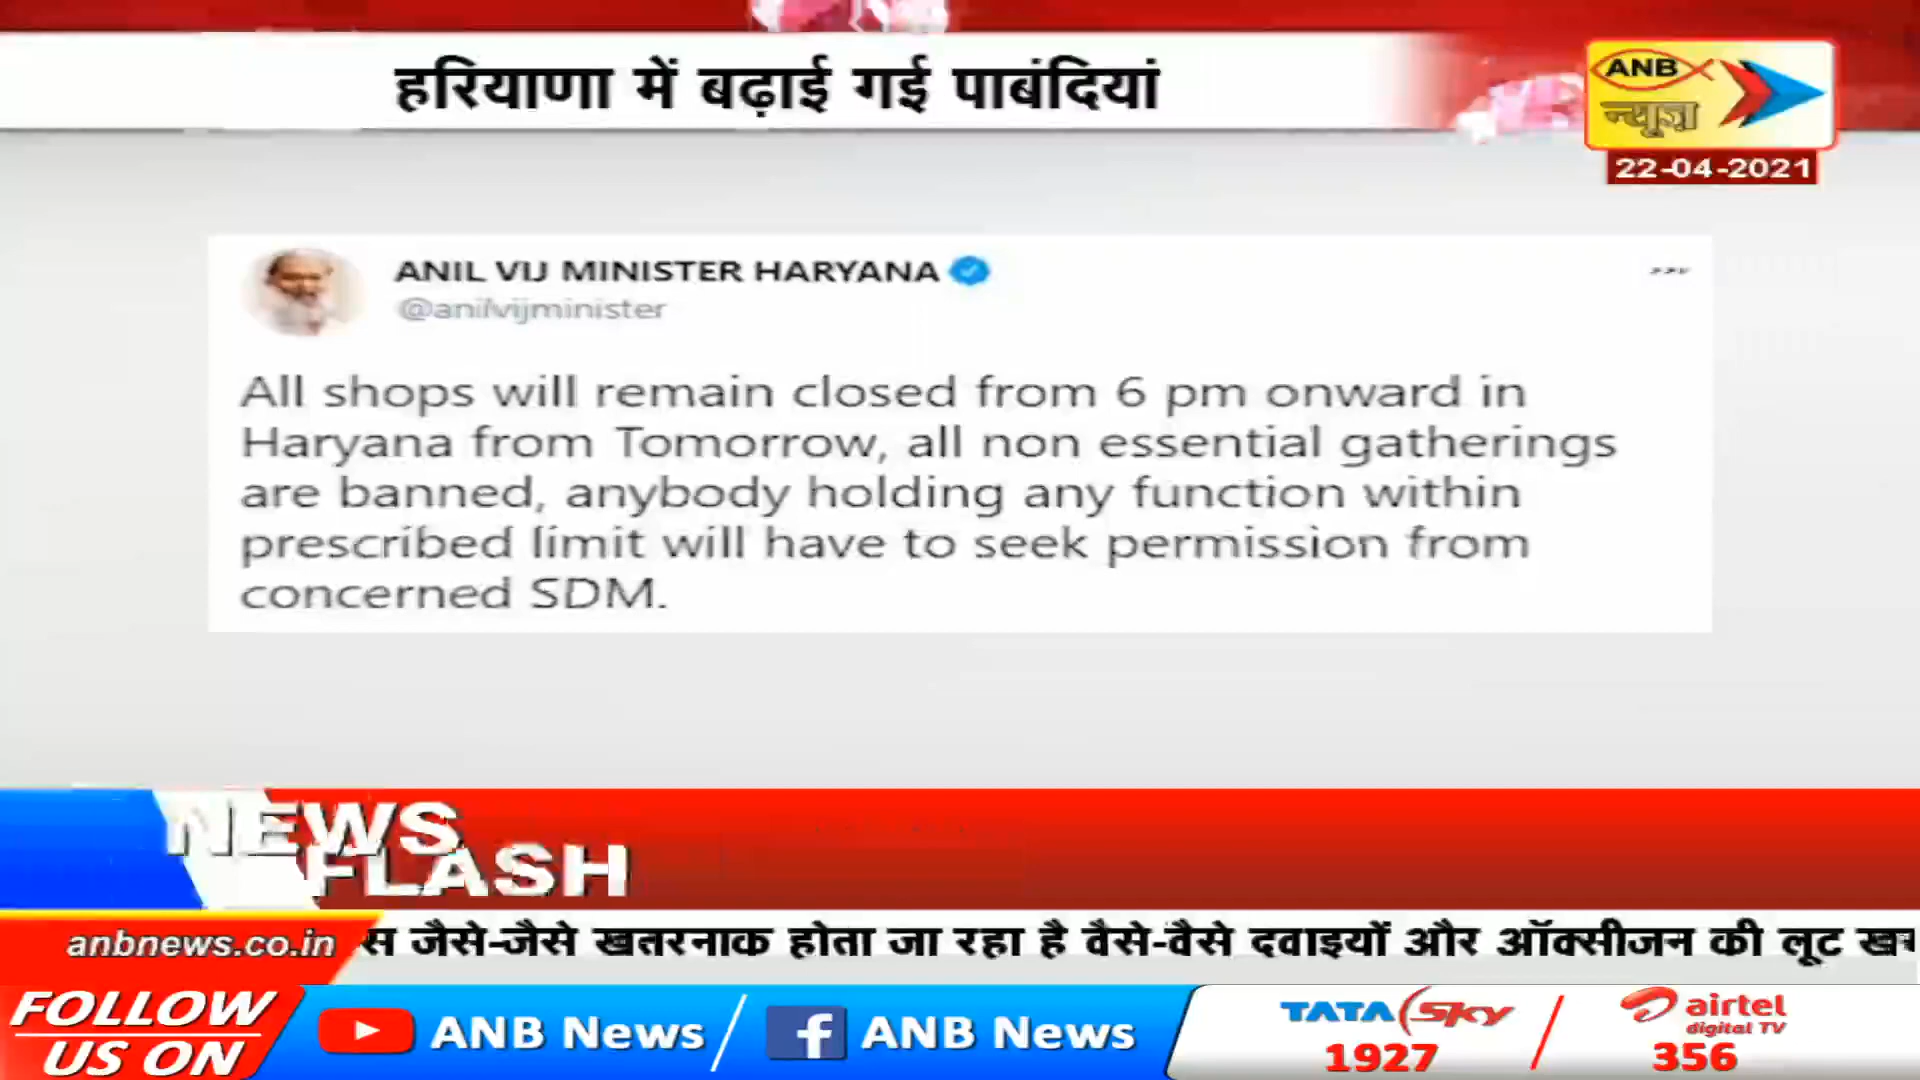 हरियाणा में बढ़ाई गई पाबंदियां
ANB
न्यूज़
22-04-2021
ANIL VIJ MINISTER HARYANA
@anilvijminister
All shops will remain closed from 6 pm onward in
Haryana from Tomorrow, all non essential gatherings
are banned, anybody holding any function within
prescribed limit will have to seek permission from
concerned SDM.
NEWS
FLASH
anbnews.co.in
स जैसे-जैसे खतरनाक होता जा रहा है वैसे-वैसे दवाइयों और ऑक्सीजन की लूट
FOLLOW
US ON
ANB News / ANB News
TATA Sky
1927
airtel
digital TV
356